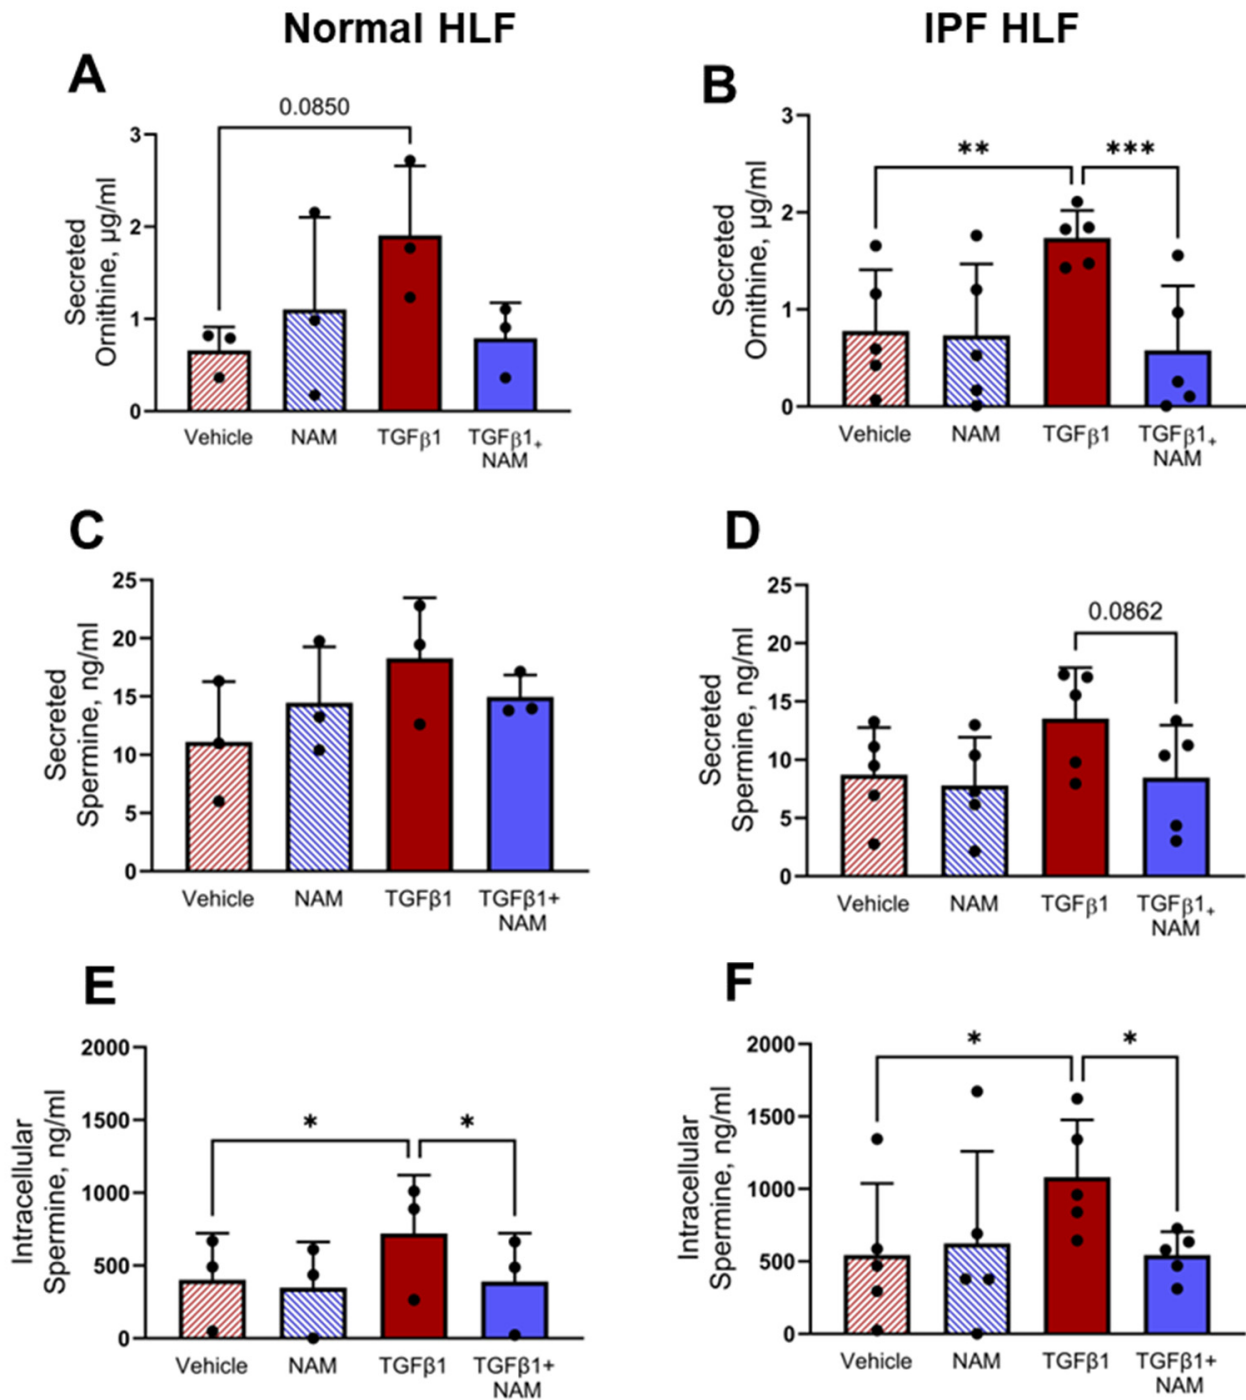 Normal HLF
IPF HLF
A
0.0850
Secreted
Ornithine, µg/ml
3
2
1
0
Vehicle
NAM
TGFβ1
TGFβ1+
NAM
B
**
***
Secreted
Ornithine, µg/ml
3
2
1
0
Vehicle
NAM
TGFβ1
TGFβ1+
NAM
C
Secreted
Spermine, ng/ml
25
20
15
10
5
0
Vehicle
NAM
TGFβ1
TGFβ1+
NAM
D
0.0862
Secreted
Spermine, ng/ml
25
20
15
10
5
0
Vehicle
NAM
TGFβ1
TGFβ1+
NAM
E
*
*
Intracellular
Spermine, ng/ml
2000
1500
1000
500
0
Vehicle
NAM
TGFβ1
TGFβ1+
NAM
F
*
*
Intracellular
Spermine, ng/ml
2000
1500
1000
500
0
Vehicle
NAM
TGFβ1
TGFβ1+
NAM